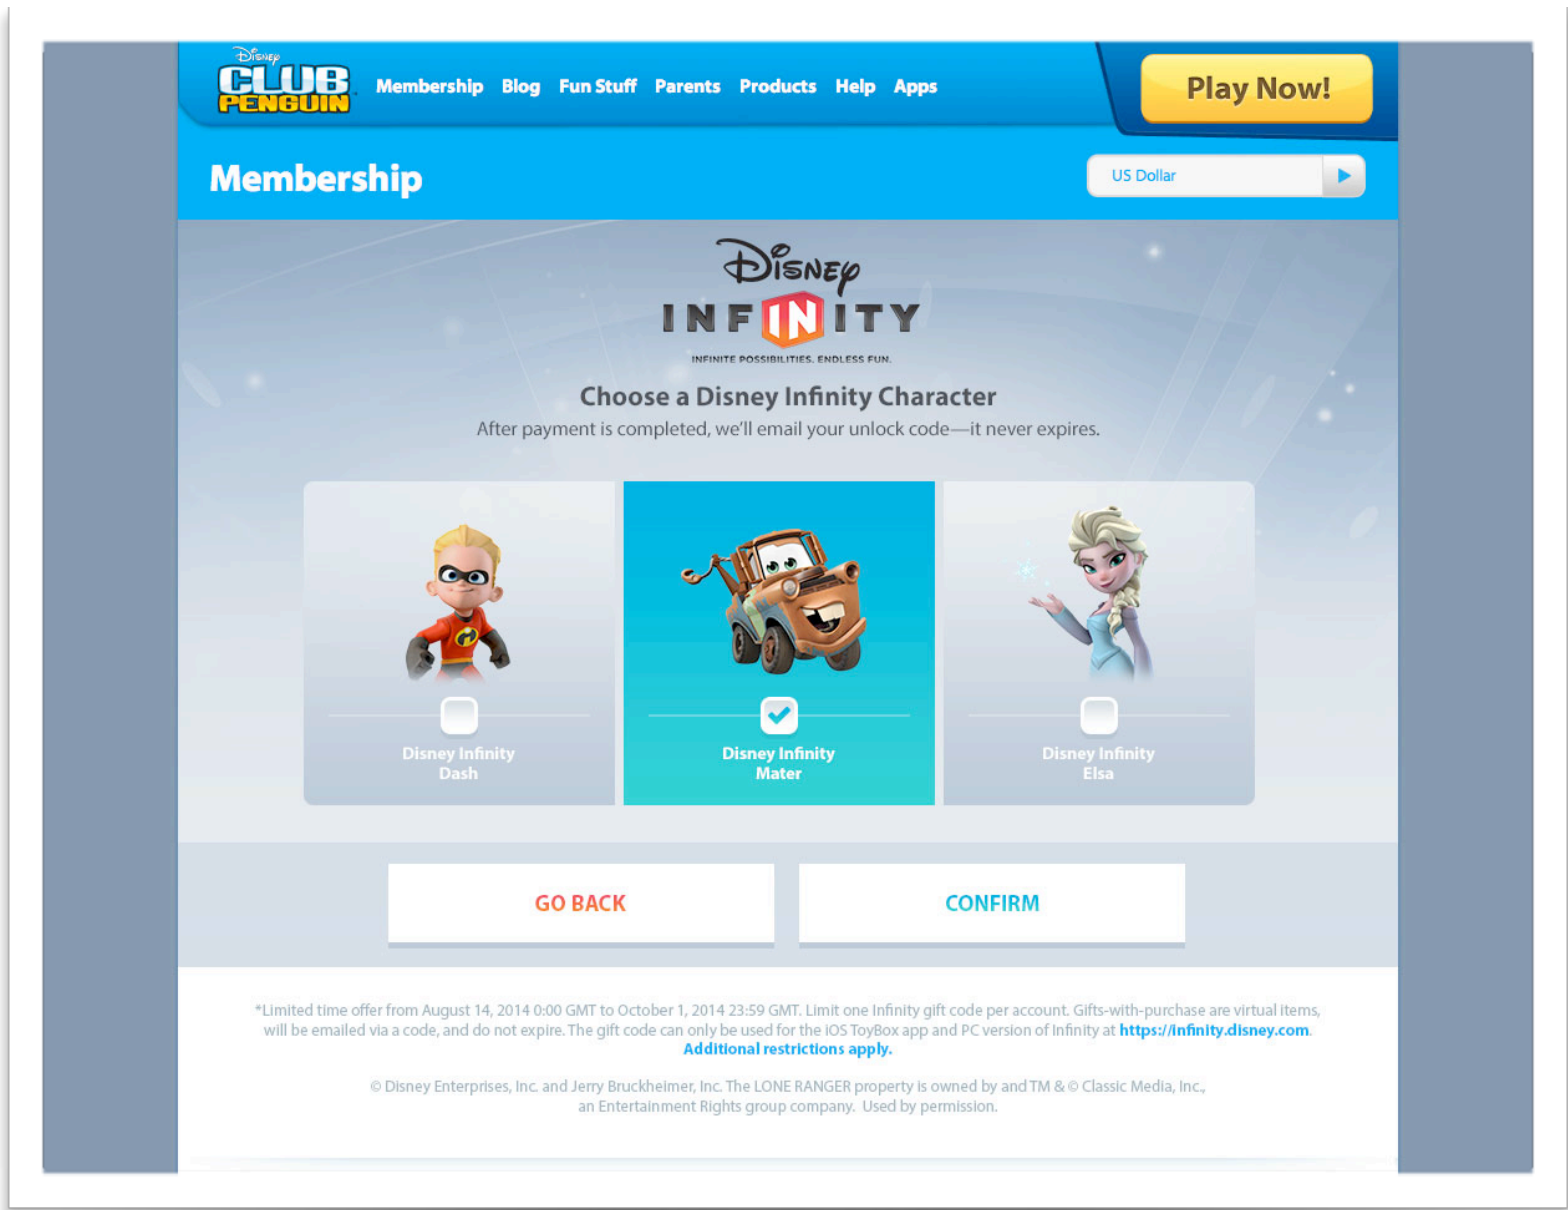 Disney
CLUB
PENGUIN
Membership Blog Fun Stuff Parents Products Help Apps
Play Now!
Membership
US Dollar
Disney
INFINITY
INFINITE POSSIBILITIES. ENDLESS FUN.
Choose a Disney Infinity Character
After payment is completed, we'll email your unlock code—it never expires.
Disney Infinity
Dash
Disney Infinity
Mater
Disney Infinity
Elsa
GO BACK
CONFIRM
*Limited time offer from August 14, 2014 0:00 GMT to October 1, 2014 23:59 GMT. Limit one Infinity gift code per account. Gifts-with-purchase are virtual items,
will be emailed via a code, and do not expire. The gift code can only be used for the iOS ToyBox app and PC version of Infinity at https://infinity.disney.com.
Additional restrictions apply.
© Disney Enterprises, Inc. and Jerry Bruckheimer, Inc. The LONE RANGER property is owned by and TM & © Classic Media, Inc.,
an Entertainment Rights group company. Used by permission.